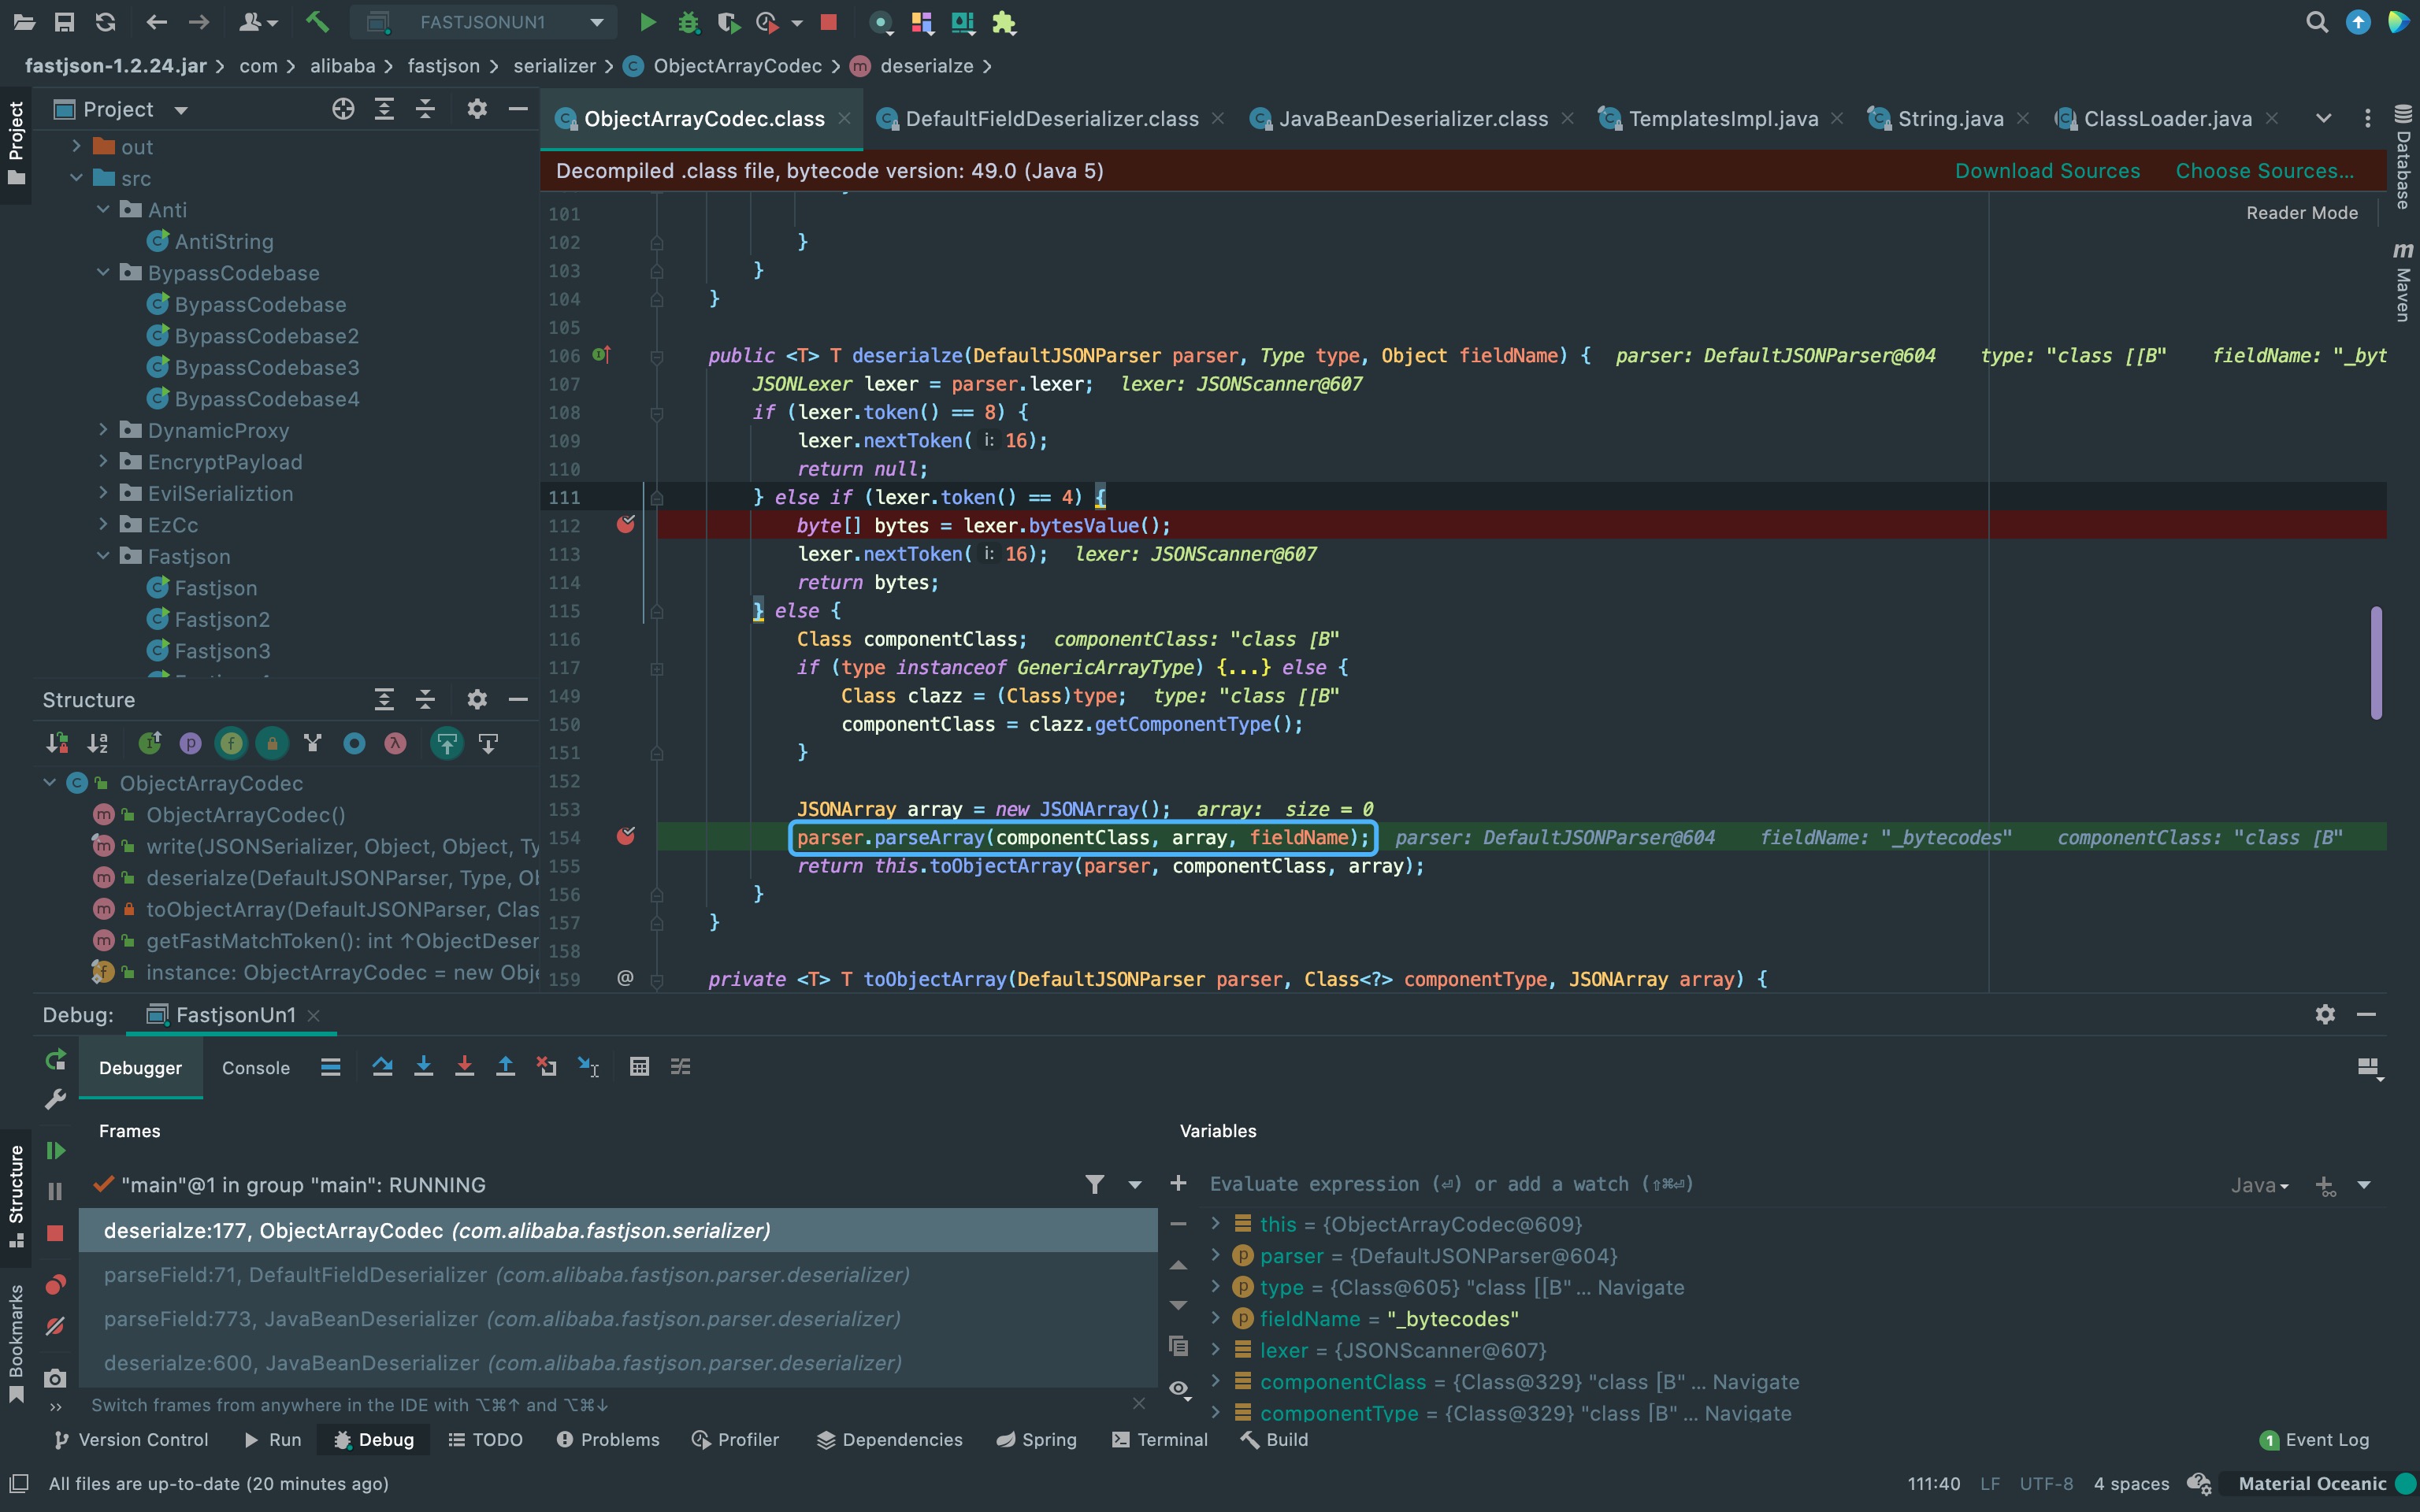 FASTJSONUN1
fastjson-1.2.24.jar com alibaba fastjson serializer ObjectArrayCodec deserialze
Project
Project
out
src
Anti
AntiString
BypassCodebase
BypassCodebase
BypassCodebase2
BypassCodebase3
BypassCodebase4
DynamicProxy
EncryptPayload
EvilSerializtion
EzCc
Fastjson
Fastjson
Fastjson2
Fastjson3
Structure
ObjectArrayCodec
ObjectArrayCodec()
write(JSONSerializer, Object, Object, Ty
deserialze(DefaultJSONParser, Type, Ob
toObjectArray(DefaultJSONParser, Clas
getFastMatchToken(): int ↑ObjectDeser
instance: ObjectArrayCodec = new Obje
ObjectArrayCodec.class DefaultFieldDeserializer.class JavaBeanDeserializer.class TemplatesImpl.java String.java ClassLoader.java
Decompiled .class file, bytecode version: 49.0 (Java 5) Download Sources Choose Sources...
Reader Mode
101
102 }
103 }
104 }
105
106 public <T> T deserialze(DefaultJSONParser parser, Type type, Object fieldName) { parser: DefaultJSONParser@604 type: "class [[B" fieldName: "_byt
107 JSONLexer lexer = parser.lexer; lexer: JSONScanner@607
108 if (lexer.token() == 8) {
109 lexer.nextToken( i: 16);
110 return null;
111 } else if (lexer.token() == 4) {
112 byte[] bytes = lexer.bytesValue();
113 lexer.nextToken( i: 16); lexer: JSONScanner@607
114 return bytes;
115 } else {
116 Class componentClass; componentClass: "class [B"
117 if (type instanceof GenericArrayType) {...} else {
149 Class clazz = (Class)type; type: "class [[B"
150 componentClass = clazz.getComponentType();
151 }
152
153 JSONArray array = new JSONArray(); array: size = 0
154 parser.parseArray(componentClass, array, fieldName); parser: DefaultJSONParser@604 fieldName: "_bytecodes" componentClass: "class [B"
155 return this.toObjectArray(parser, componentClass, array);
156 }
157 }
158
159 @ private <T> T toObjectArray(DefaultJSONParser parser, Class<?> componentType, JSONArray array) {
Database
Maven
Debug: FastjsonUn1
Debugger Console
Frames
"main"@1 in group "main": RUNNING
deserialze:177, ObjectArrayCodec (com.alibaba.fastjson.serializer)
parseField:71, DefaultFieldDeserializer (com.alibaba.fastjson.parser.deserializer)
parseField:773, JavaBeanDeserializer (com.alibaba.fastjson.parser.deserializer)
deserialze:600, JavaBeanDeserializer (com.alibaba.fastjson.parser.deserializer)
Switch frames from anywhere in the IDE with ⌥⌘↑ and ⌥⌘↓
Variables
Evaluate expression (⏎) or add a watch (⇧⌘⏎) Java
this = {ObjectArrayCodec@609}
parser = {DefaultJSONParser@604}
type = {Class@605} "class [[B" ... Navigate
fieldName = "_bytecodes"
lexer = {JSONScanner@607}
componentClass = {Class@329} "class [B" ... Navigate
componentType = {Class@329} "class [B" ... Navigate
Structure
Bookmarks
Version Control Run Debug TODO Problems Profiler Dependencies Spring Terminal Build 1 Event Log
All files are up-to-date (20 minutes ago) 111:40 LF UTF-8 4 spaces Material Oceanic